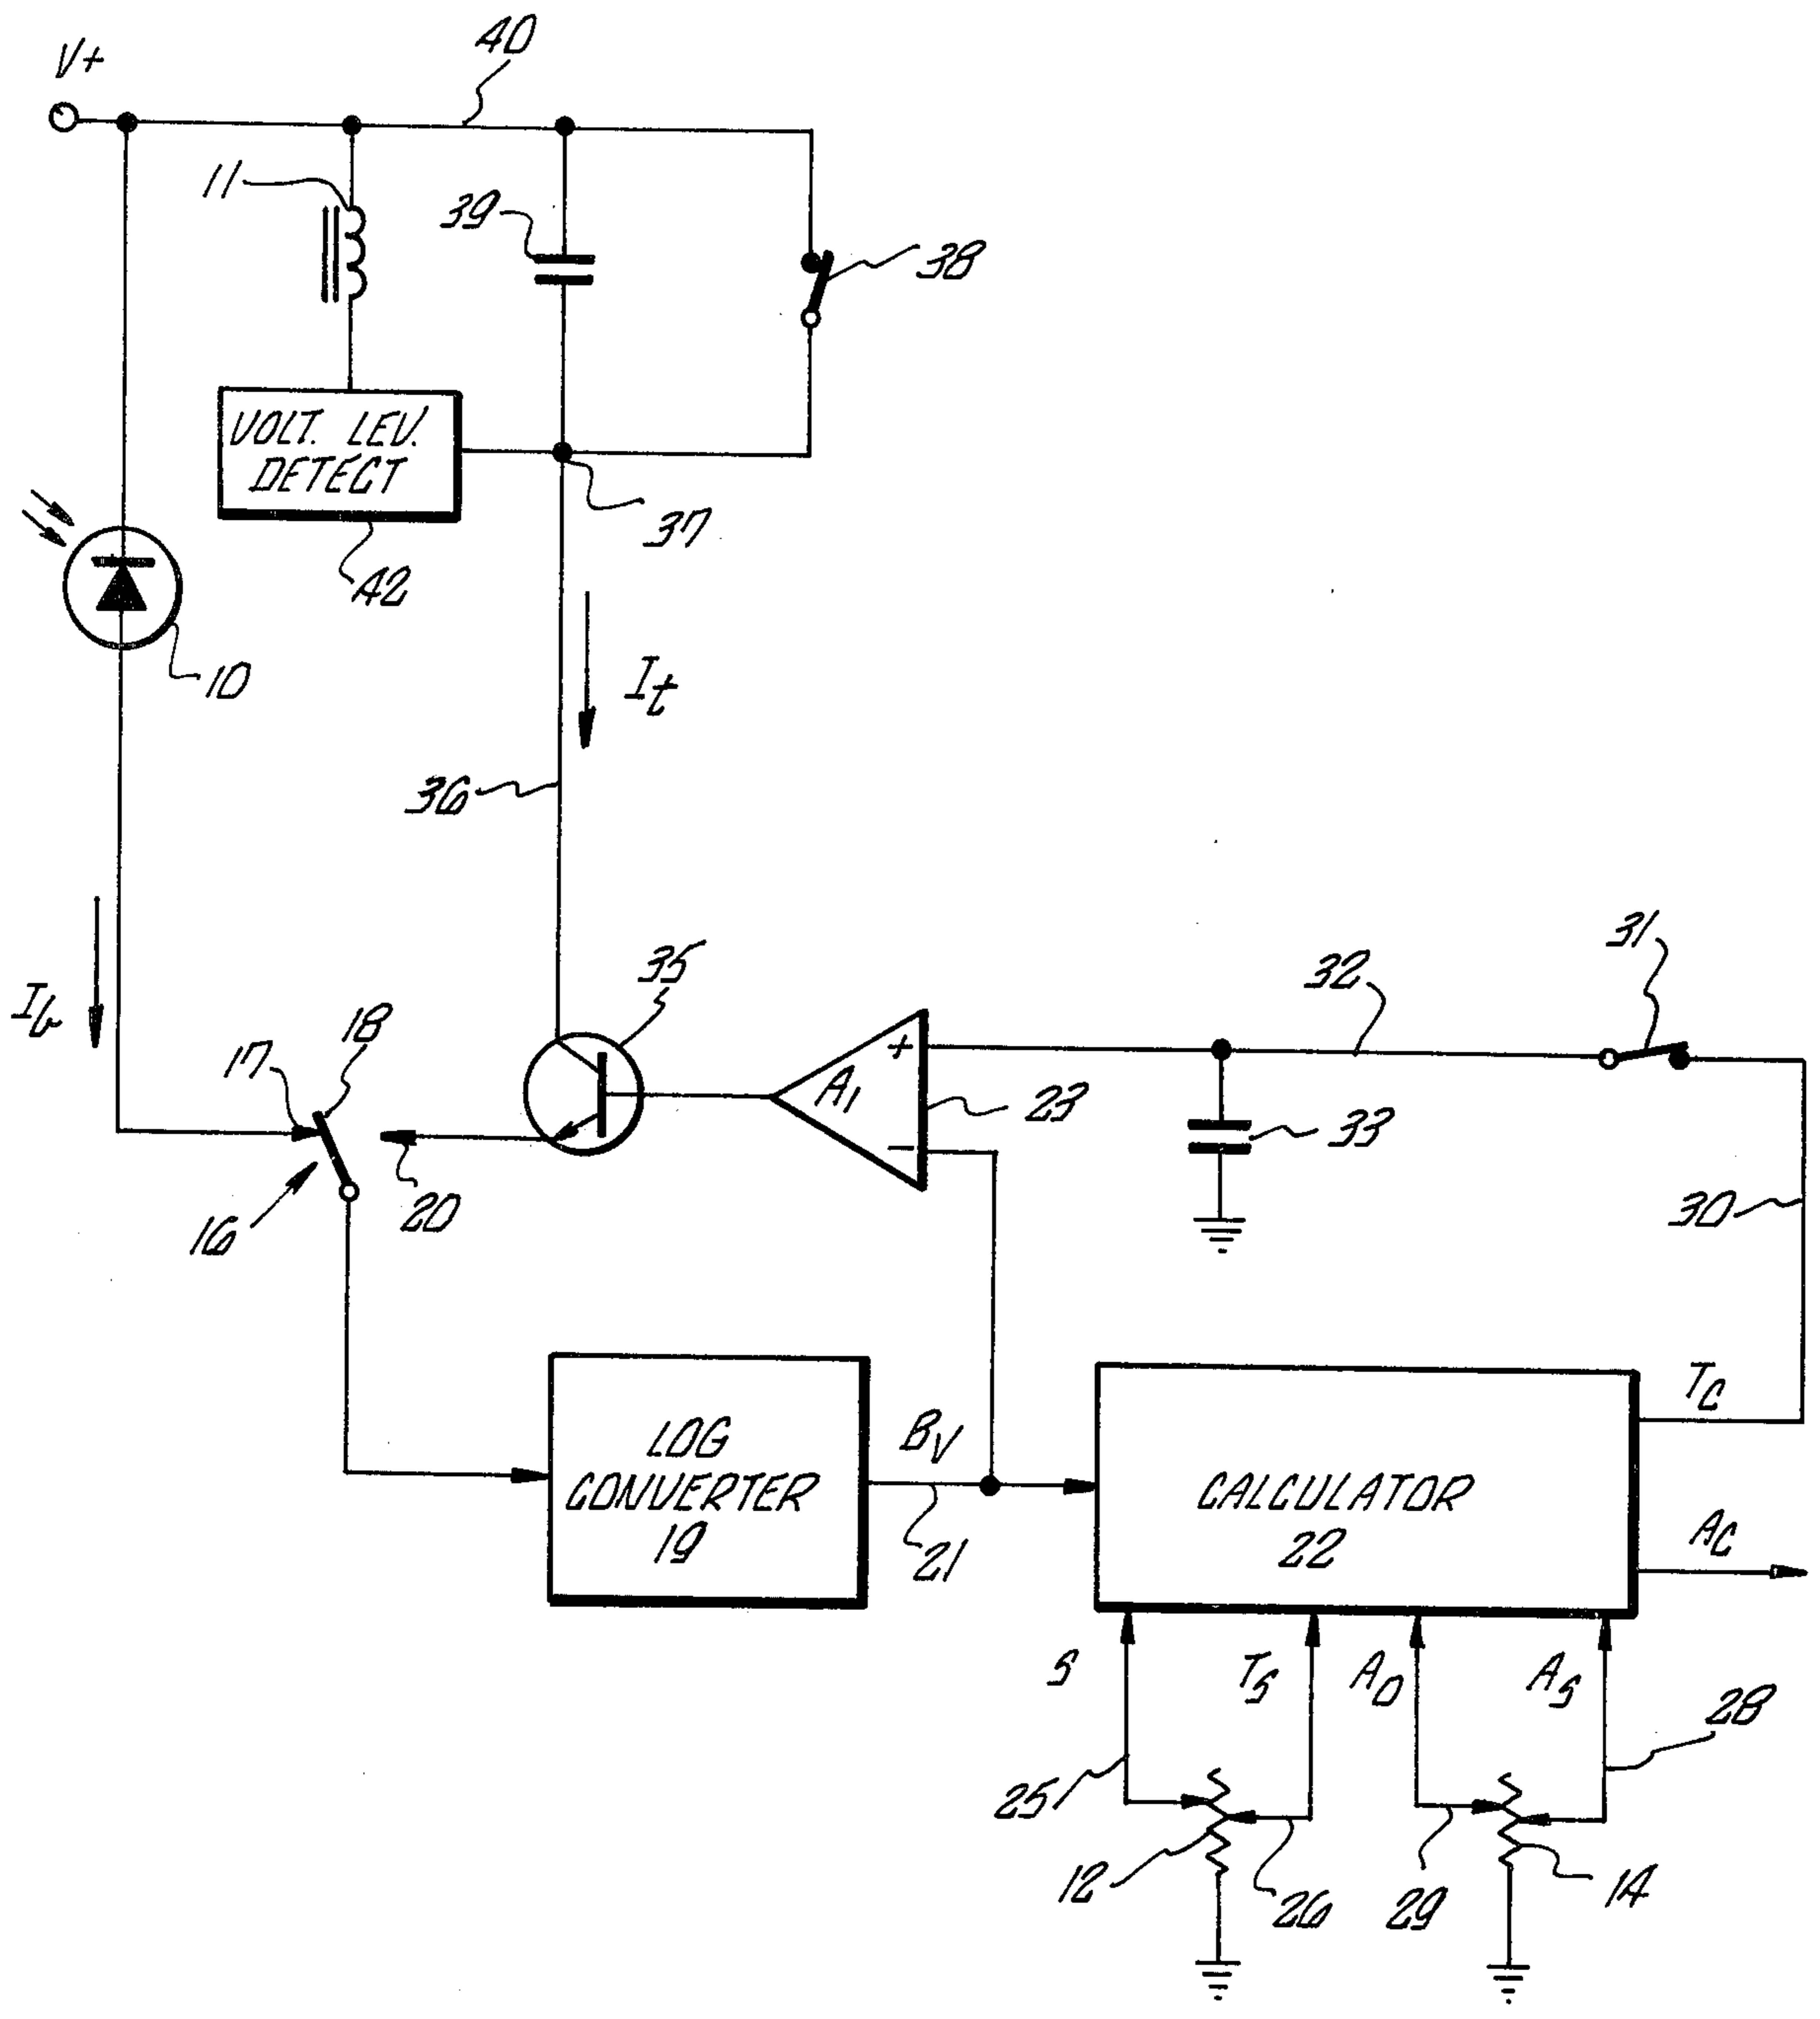 V+
40
11
39
38
VOLT. LEV.
DETECT
37
42
10
It
36
Ib
18
17
35
32
31
A1
+
-
23
33
30
16
20
LOG
CONVERTER
19
BV
21
CALCULATOR
22
TC
AC
S
TS
AO
AS
28
25
12
26
29
14